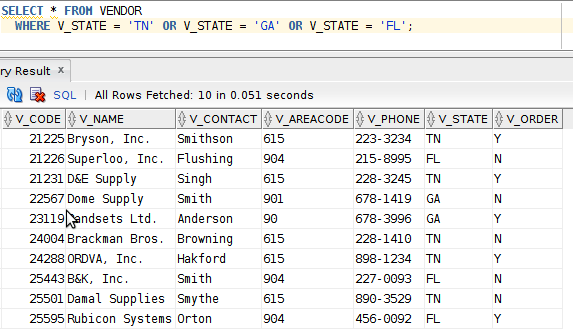 SELECT * FROM VENDOR
WHERE V_STATE = 'TN' OR V_STATE = 'GA' OR V_STATE = 'FL';
ry Result x
SQL | All Rows Fetched: 10 in 0.051 seconds
V_CODE V_NAME V_CONTACT V_AREACODE V_PHONE V_STATE V_ORDER
21225 Bryson, Inc. Smithson 615 223-3234 TN Y
21226 Superloo, Inc. Flushing 904 215-8995 FL N
21231 D&E Supply Singh 615 228-3245 TN Y
22567 Dome Supply Smith 901 678-1419 GA N
23119 andsets Ltd. Anderson 90 678-3996 GA Y
24004 Brackman Bros. Browning 615 228-1410 TN N
24288 ORDVA, Inc. Hakford 615 898-1234 TN Y
25443 B&K, Inc. Smith 904 227-0093 FL N
25501 Damal Supplies Smythe 615 890-3529 TN N
25595 Rubicon Systems Orton 904 456-0092 FL Y